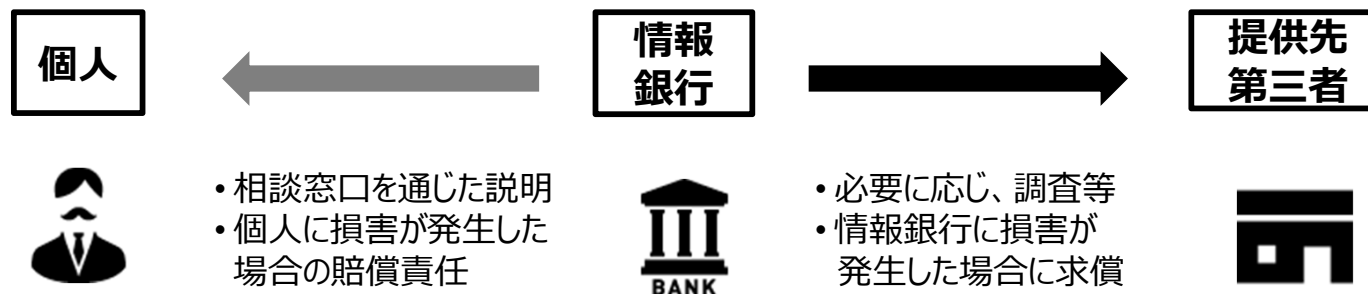 個人
情報
銀行
提供先
第三者
• 相談窓口を通じた説明
• 個人に損害が発生した
場合の賠償責任
BANK
• 必要に応じ、調査等
• 情報銀行に損害が
発生した場合に求償